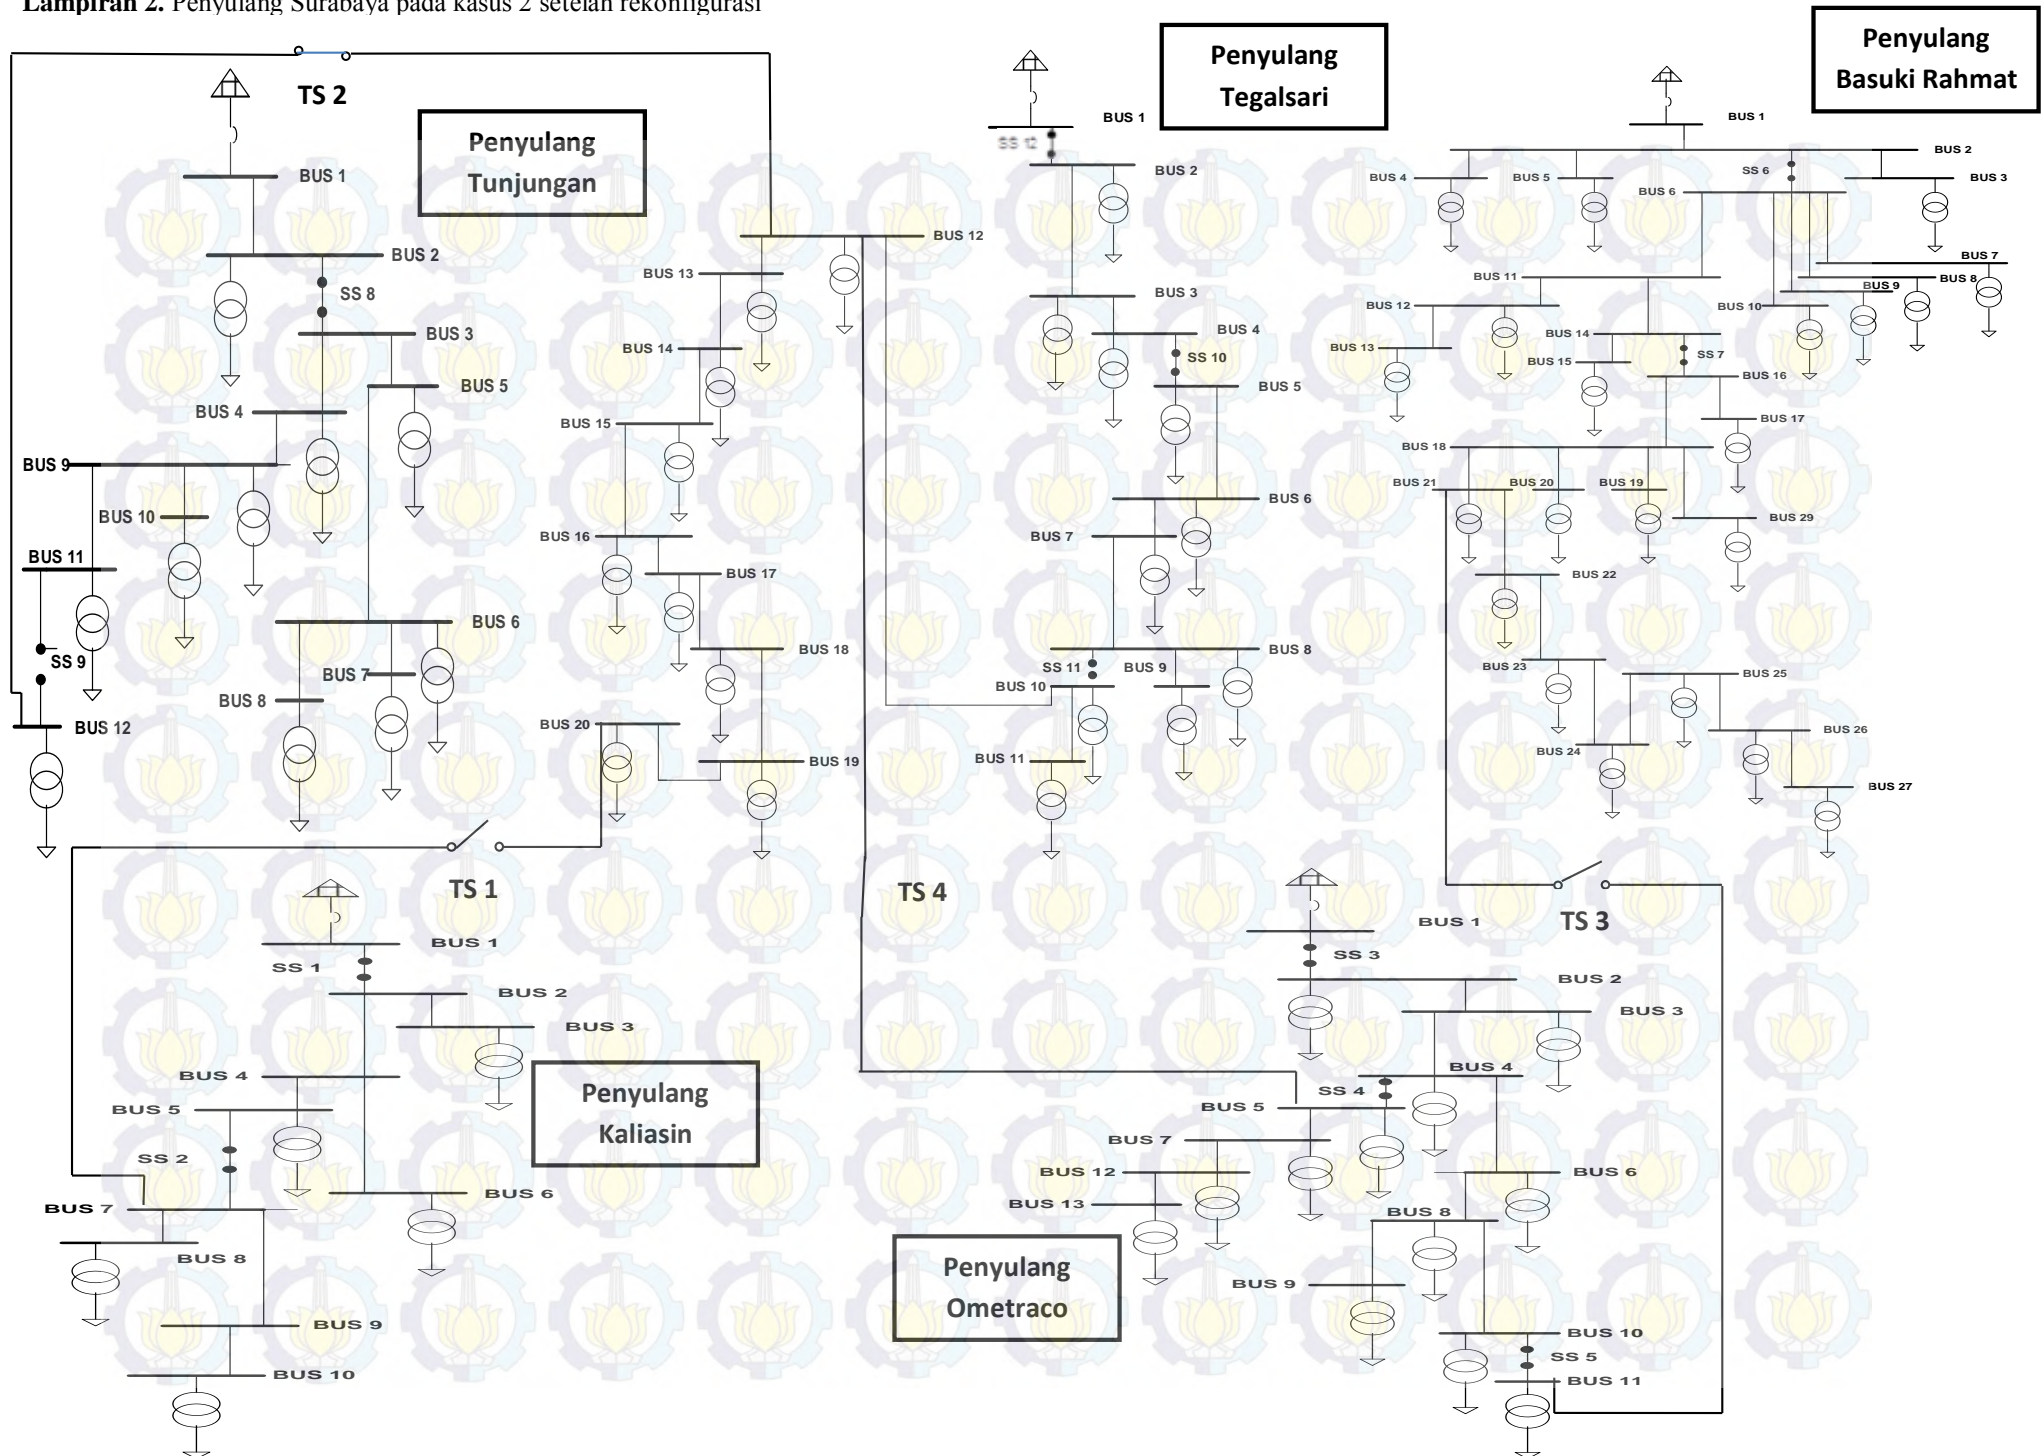 Lampiran 2. Penyulang Surabaya pada kasus 2 setelah rekonfigurasi
TS 2
Penyulang
Tunjungan
BUS 1
BUS 2
SS 8
BUS 3
BUS 5
BUS 4
BUS 9
BUS 10
BUS 11
BUS 6
SS 9
BUS 7
BUS 8
BUS 12
BUS 12
BUS 13
BUS 14
BUS 15
BUS 16
BUS 17
BUS 18
BUS 20
BUS 19
TS 1
TS 4
Penyulang
Tegalsari
BUS 1
SS 12
BUS 2
BUS 3
BUS 4
SS 10
BUS 5
BUS 6
BUS 7
BUS 8
SS 11
BUS 9
BUS 10
BUS 11
Penyulang
Basuki Rahmat
BUS 1
BUS 2
SS 6
BUS 4
BUS 5
BUS 3
BUS 6
BUS 7
BUS 11
BUS 8
BUS 9
BUS 12
BUS 10
BUS 14
BUS 13
SS 7
BUS 15
BUS 16
BUS 17
BUS 18
BUS 21
BUS 20
BUS 19
BUS 29
BUS 22
BUS 23
BUS 25
BUS 26
BUS 24
BUS 27
TS 3
BUS 1
SS 1
BUS 2
BUS 3
BUS 4
Penyulang
Kaliasin
BUS 5
SS 2
BUS 6
BUS 7
BUS 8
BUS 9
BUS 10
BUS 1
SS 3
BUS 2
BUS 3
BUS 4
SS 4
BUS 5
BUS 7
BUS 12
BUS 6
BUS 13
BUS 8
Penyulang
Ometraco
BUS 9
BUS 10
SS 5
BUS 11